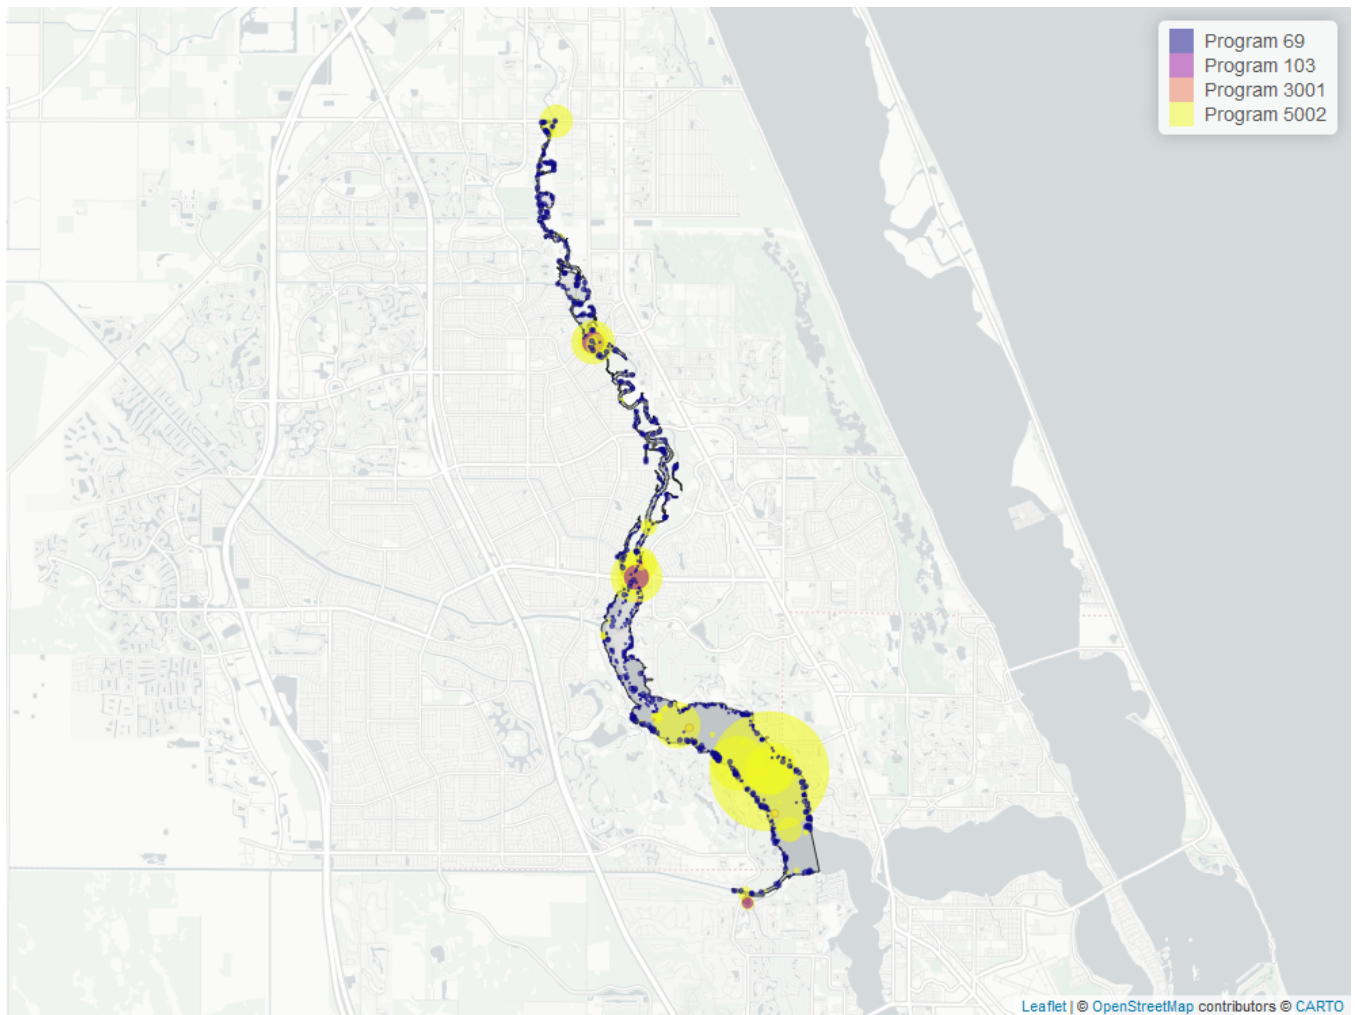 Program 69
Program 103
Program 3001
Program 5002
Leaflet | © OpenStreetMap contributors © CARTO